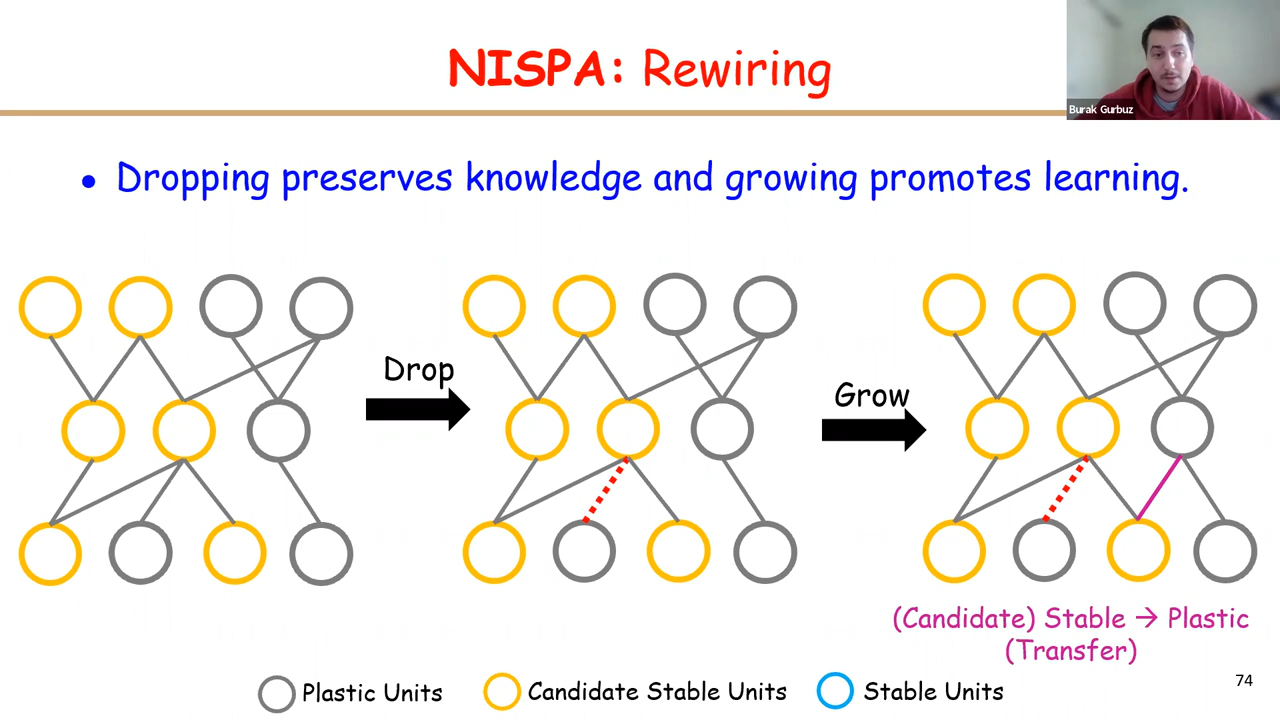 NISPA: Rewiring
Burak Gurbuz
• Dropping preserves knowledge and growing promotes learning.
Drop
Grow
(Candidate) Stable → Plastic
(Transfer)
Plastic Units
Candidate Stable Units
Stable Units
74